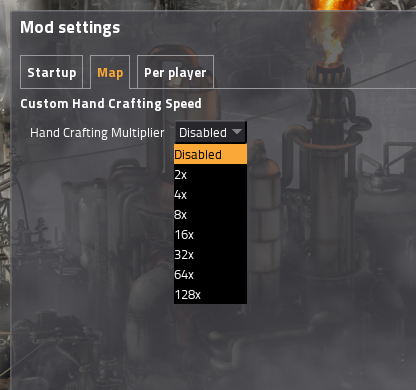 Mod settings
Startup Map Per player
Custom Hand Crafting Speed
Hand Crafting Multiplier Disabled
Disabled
2x
4x
8x
16x
32x
64x
128x